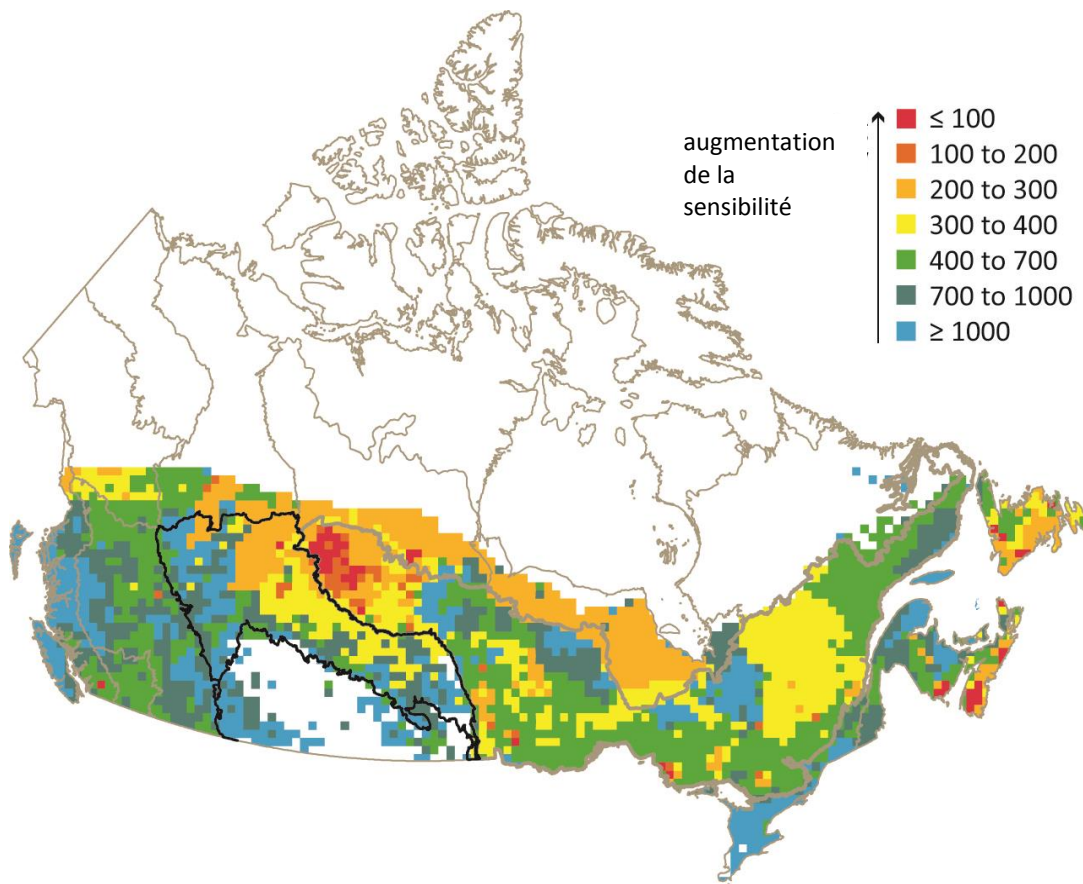 augmentation
de la
sensibilité
≤ 100
100 to 200
200 to 300
300 to 400
400 to 700
700 to 1000
≥ 1000